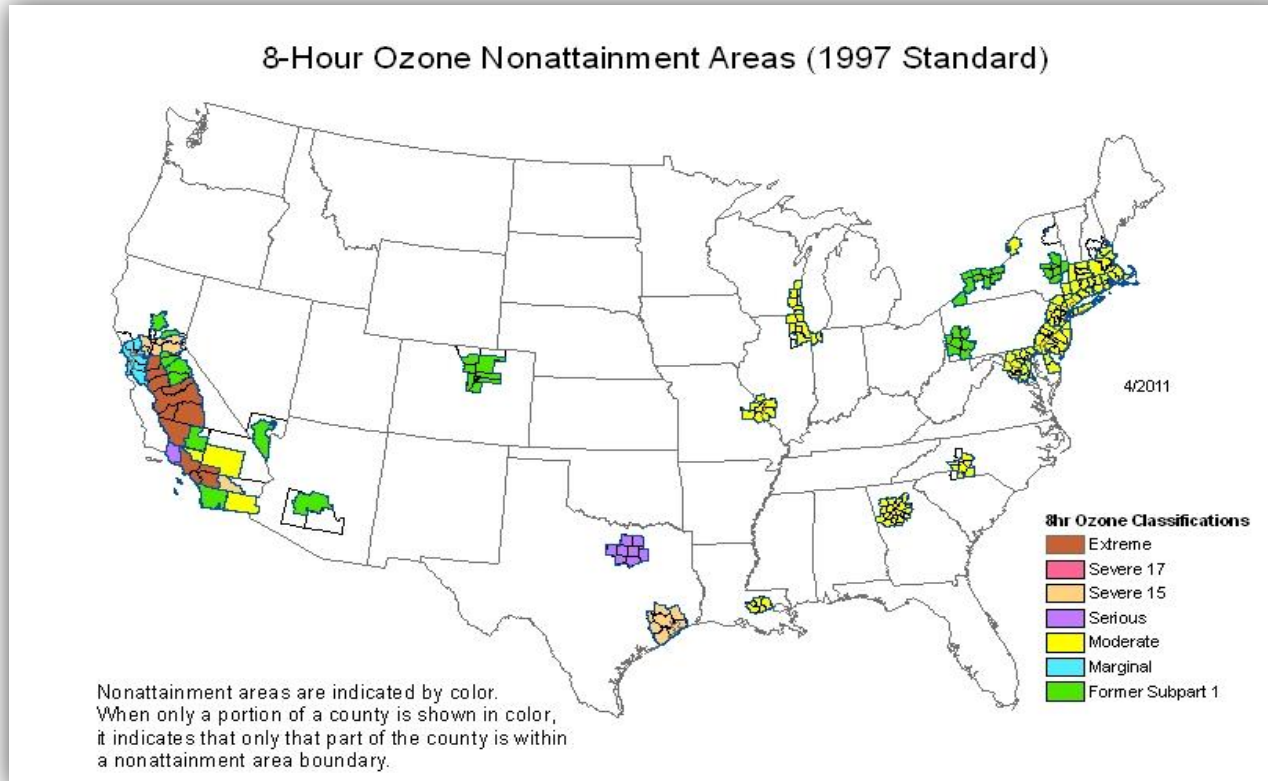 8-Hour Ozone Nonattainment Areas (1997 Standard)
4/2011
8hr Ozone Classifications
Extreme
Severe 17
Severe 15
Serious
Moderate
Marginal
Former Subpart 1
Nonattainment areas are indicated by color.
When only a portion of a county is shown in color,
it indicates that only that part of the county is within
a nonattainment area boundary.